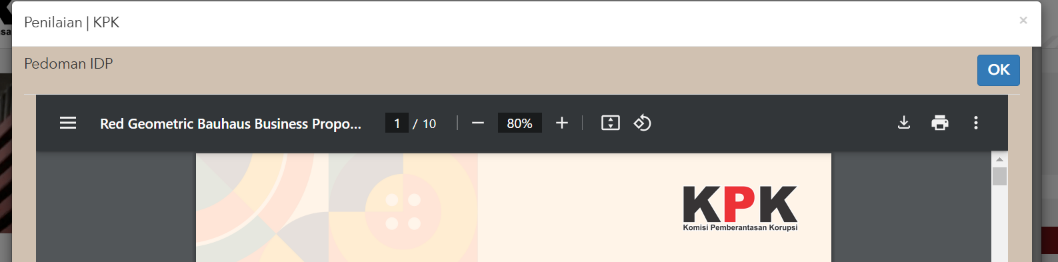 Penilaian | KPK
×
Pedoman IDP
OK
Red Geometric Bauhaus Business Propo... 1 / 10 — 80% +
KPK
Komisi Pemberantasan Korupsi